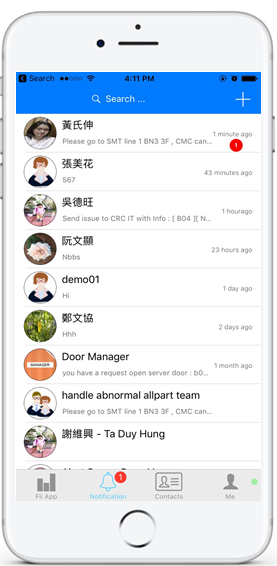 Search 4:11 PM
Search ...
黃氏伸
1 minute ago
Please go to SMT line 1 BN3 3F , CMC can...
1
張美花
43 minutes ago
567
吳德旺
1 hourago
Send issue to CRC IT with Info : [ B04 ][ N...
阮文顯
23 hours ago
Nbbs
demo01
1 day ago
Hi
鄭文協
2 days ago
Hhh
MANAGER
Door Manager
1 month ago
you have a request open server door : b0...
handle abnormal allpart team
Please go to SMT line 1 BN3 3F , CMC can...
謝維興 - Ta Duy Hung
1
Fii App Notification Contacts Me